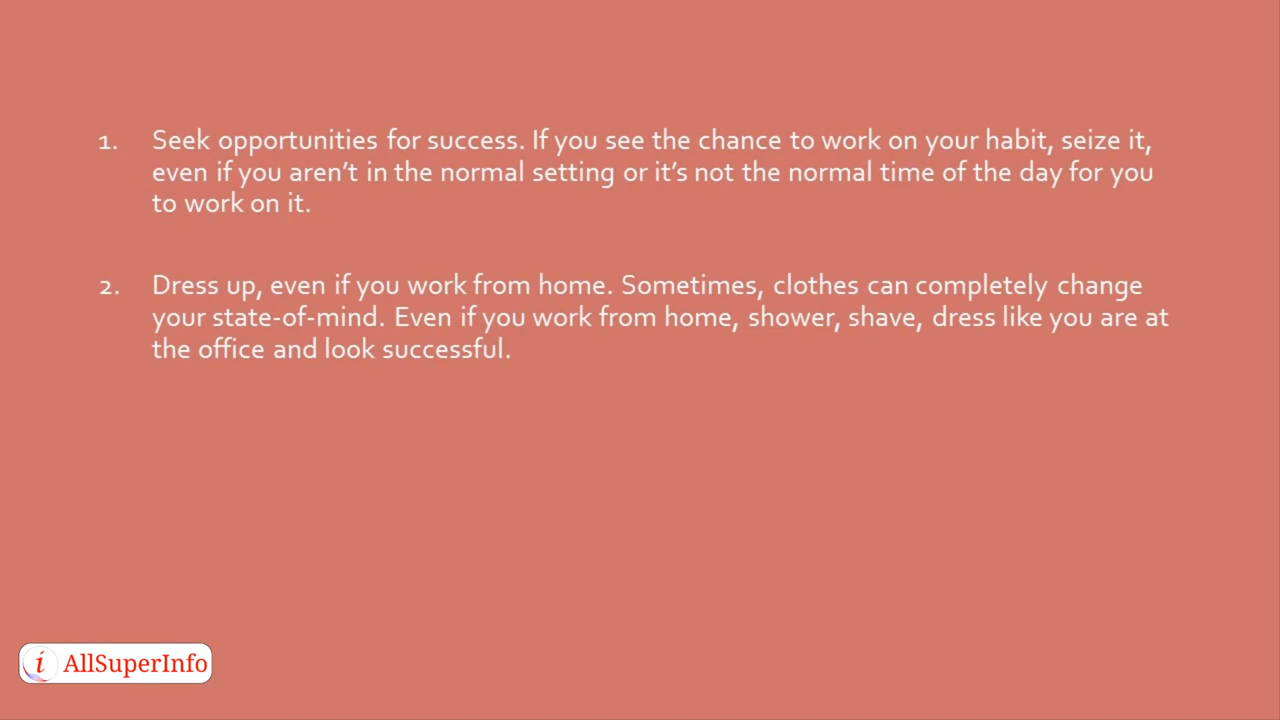 1. Seek opportunities for success. If you see the chance to work on your habit, seize it,
even if you aren’t in the normal setting or it’s not the normal time of the day for you
to work on it.
2. Dress up, even if you work from home. Sometimes, clothes can completely change
your state-of-mind. Even if you work from home, shower, shave, dress like you are at
the office and look successful.
i AllSuperInfo